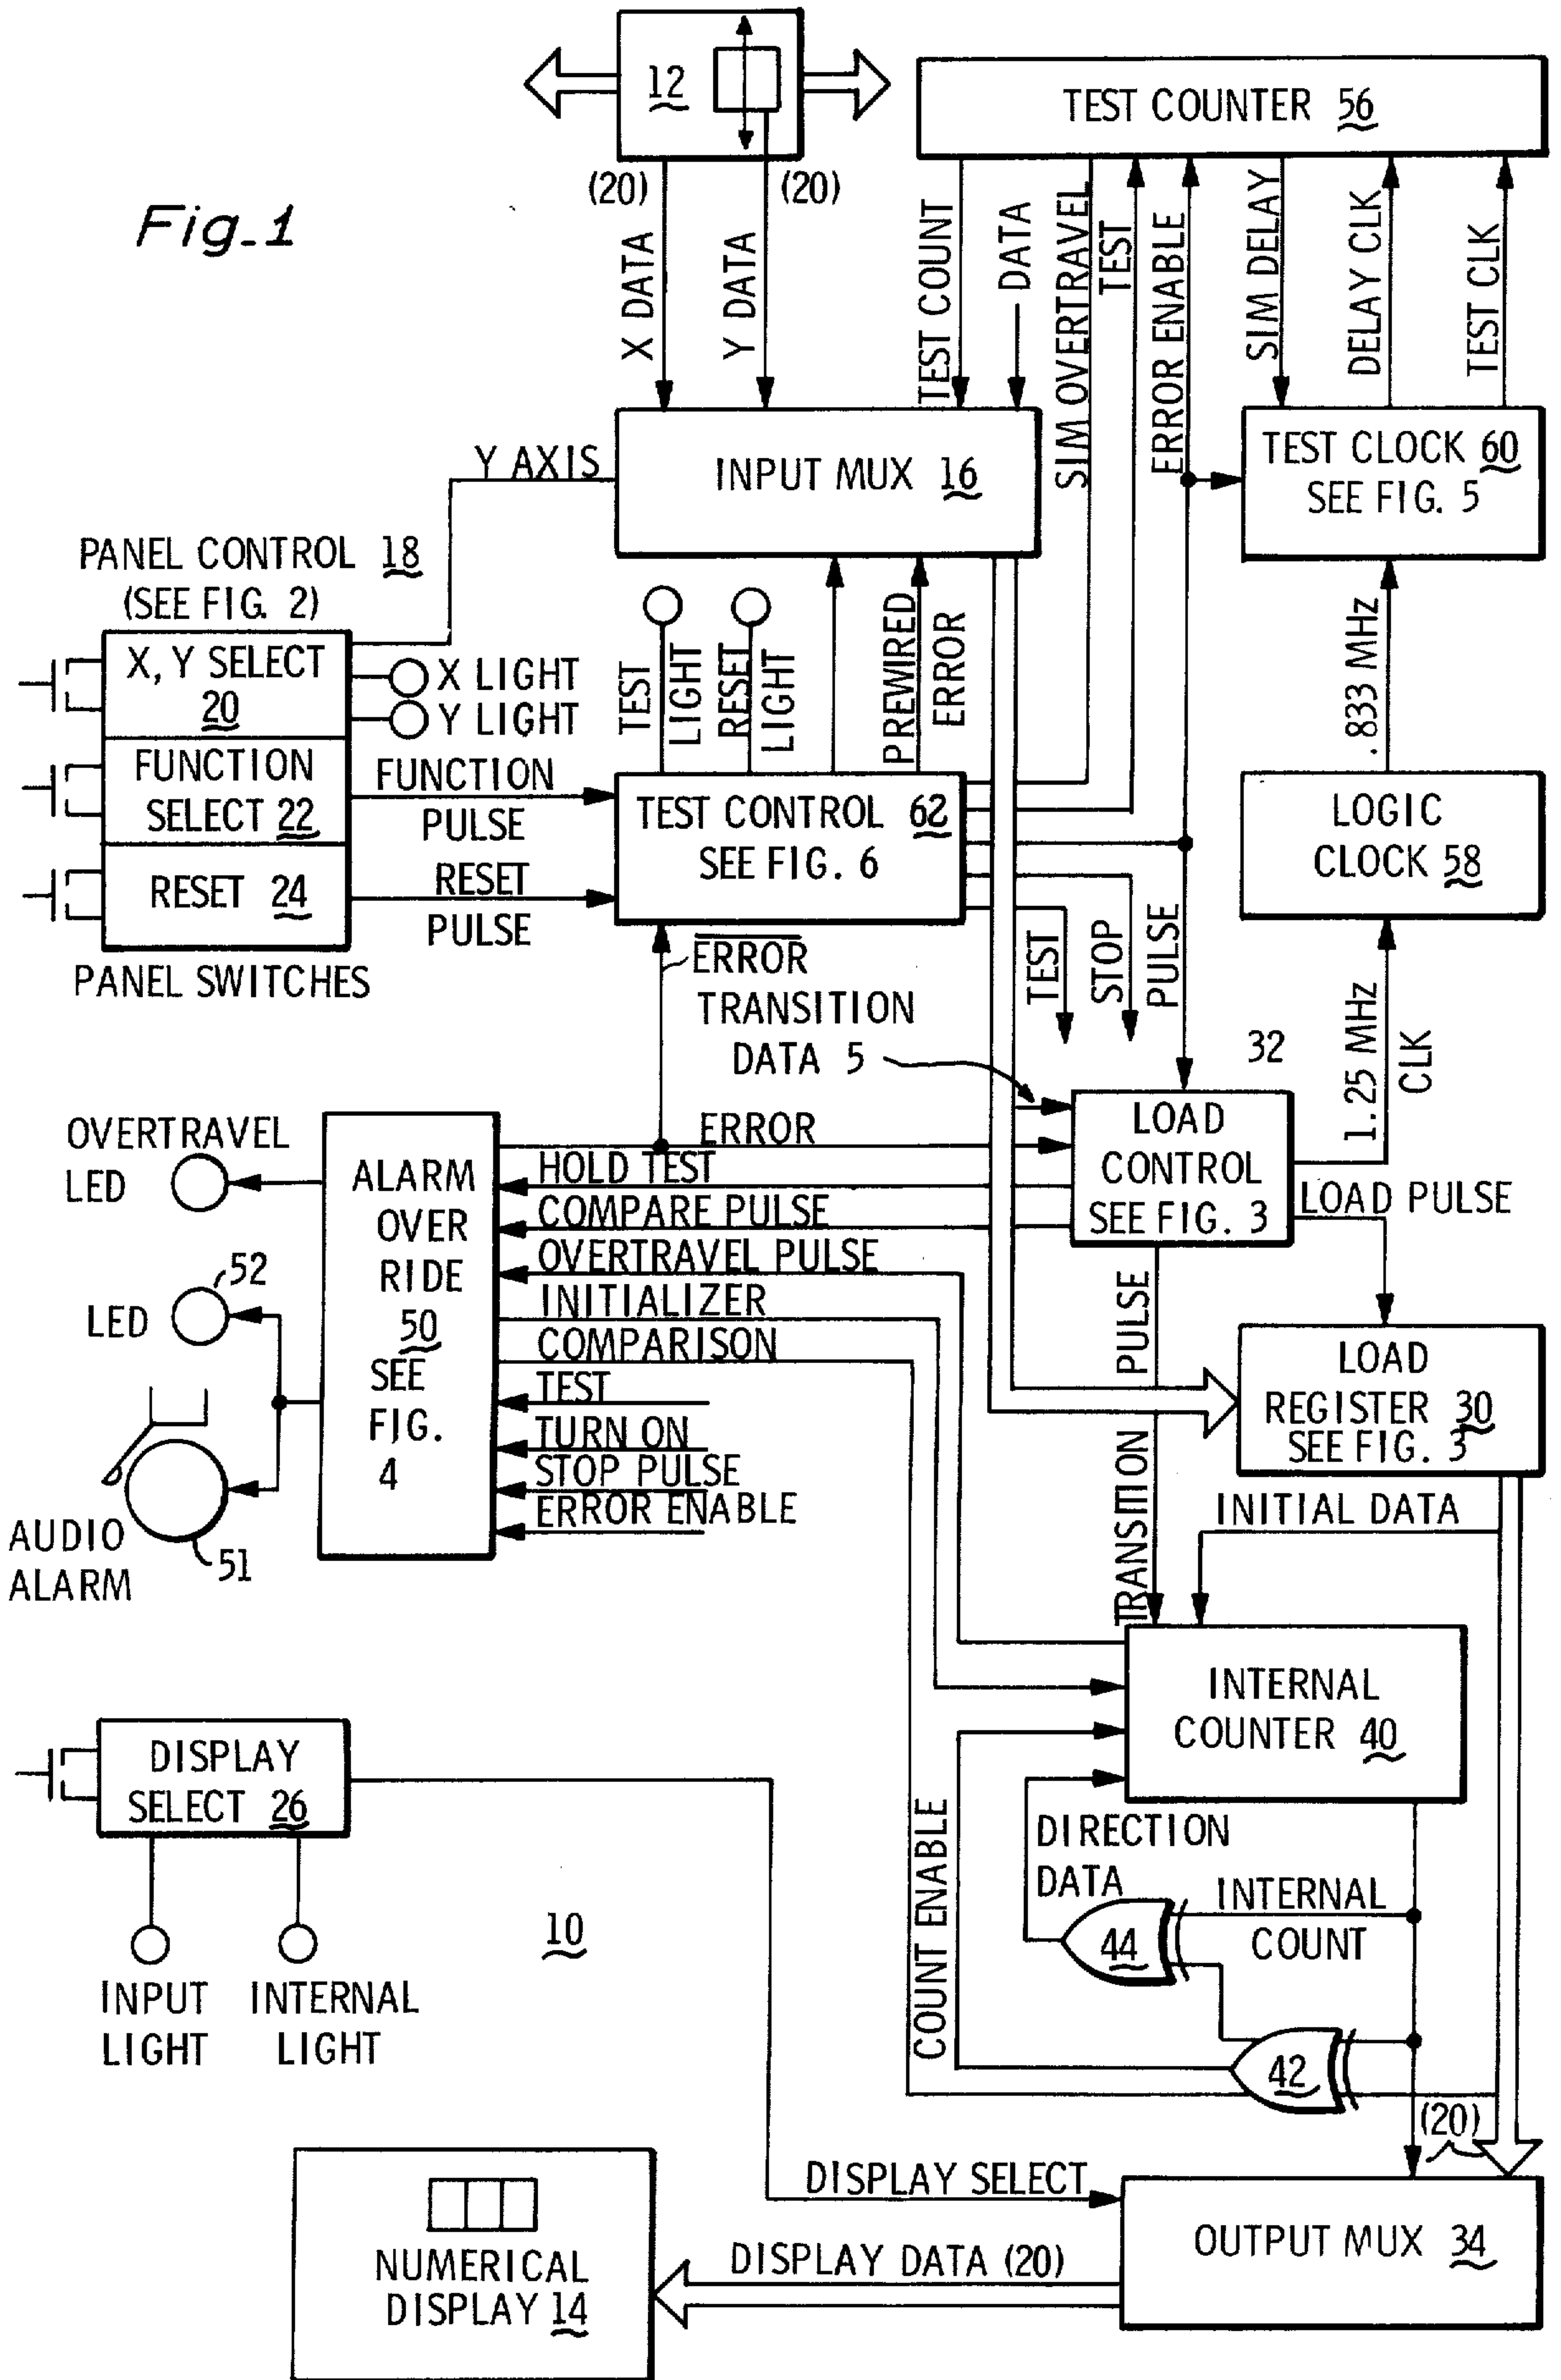 Fig-1
12
(20)
(20)
X DATA
Y DATA
TEST COUNTER 56
TEST COUNT
DATA
SIM OVERTRAVEL
TEST
ERROR ENABLE
SIM DELAY
DELAY CLK
TEST CLK
INPUT MUX 16
Y AXIS
TEST CLOCK 60
SEE FIG. 5
PANEL CONTROL 18
(SEE FIG. 2)
X, Y SELECT
20
X LIGHT
Y LIGHT
FUNCTION
SELECT 22
RESET 24
PANEL SWITCHES
FUNCTION
PULSE
RESET
PULSE
TEST
LIGHT
RESET
LIGHT
PREWIRED
ERROR
TEST CONTROL 62
SEE FIG. 6
.833 MHz
LOGIC
CLOCK 58
1.25 MHz
CLK
TEST
STOP
PULSE
ERROR
TRANSITION
DATA 5
32
LOAD
CONTROL
SEE FIG. 3
LOAD PULSE
OVERTRAVEL
LED
52
LED
AUDIO
ALARM
51
ALARM
OVER
RIDE
50
SEE
FIG.
4
ERROR
HOLD TEST
COMPARE PULSE
OVERTRAVEL PULSE
INITIALIZER
COMPARISON
TEST
TURN ON
STOP PULSE
ERROR ENABLE
TRANSITION PULSE
LOAD
REGISTER 30
SEE FIG. 3
INITIAL DATA
INTERNAL
COUNTER 40
DISPLAY
SELECT 26
INPUT
LIGHT
INTERNAL
LIGHT
10
COUNT ENABLE
DIRECTION
DATA
INTERNAL
COUNT
44
42
(20)
DISPLAY SELECT
OUTPUT MUX 34
DISPLAY DATA (20)
NUMERICAL
DISPLAY 14